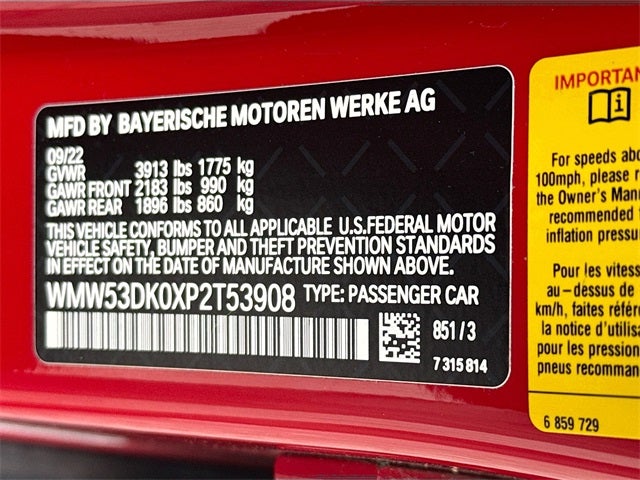 MFD BY BAYERISCHE MOTOREN WERKE AG
09/22
GVWR 3913 lbs 1775 kg
GAWR FRONT 2183 lbs 990 kg
GAWR REAR 1896 lbs 860 kg
THIS VEHICLE CONFORMS TO ALL APPLICABLE U.S.FEDERAL MOTOR
VEHICLE SAFETY, BUMPER AND THEFT PREVENTION STANDARDS
IN EFFECT ON THE DATE OF MANUFACTURE SHOWN ABOVE.
WMW53DK0XP2T53908 TYPE: PASSENGER CAR
851/3
7 315 814
IMPORTAN
For speeds abo
100mph, please r
the Owner's Manu
recommended
inflation pressu
Pour les vitess
au-dessus de
km/h, faites référe
la notice d'utilisa
pour les pression
pneus recomman
6 859 729